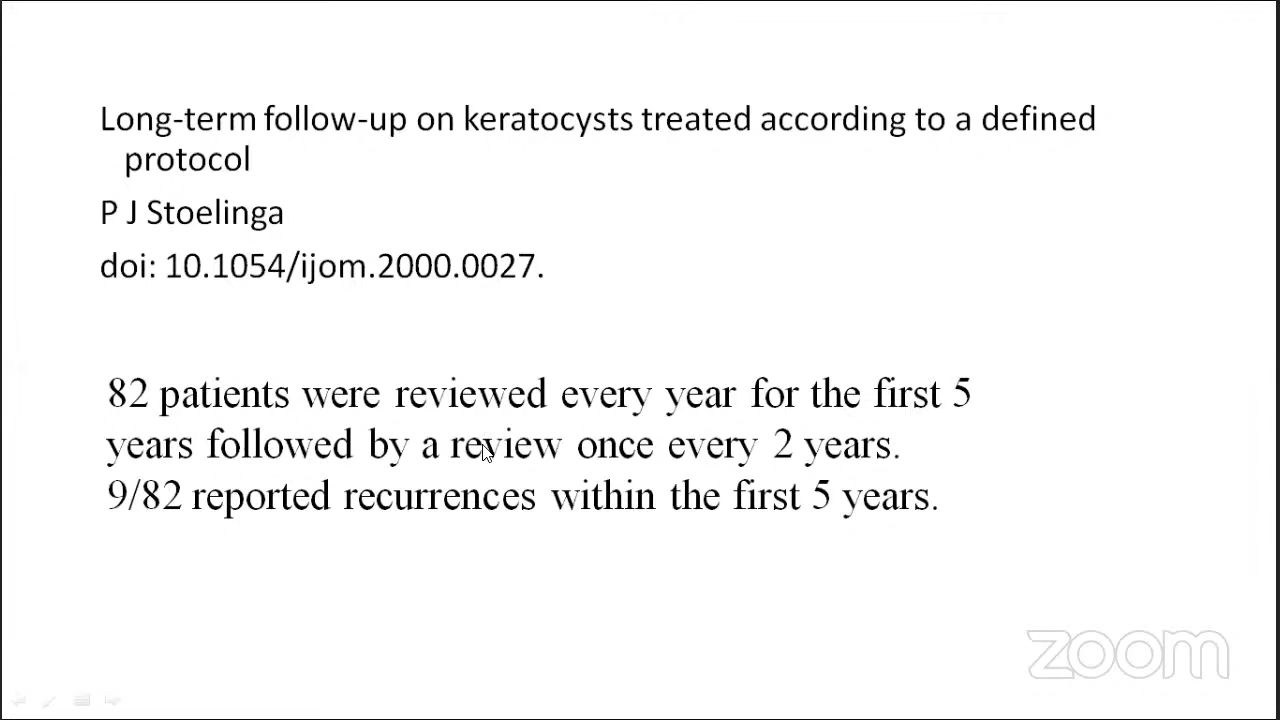 Long-term follow-up on keratocysts treated according to a defined
protocol
P J Stoelinga
doi: 10.1054/ijom.2000.0027.
82 patients were reviewed every year for the first 5
years followed by a review once every 2 years.
9/82 reported recurrences within the first 5 years.
zoom